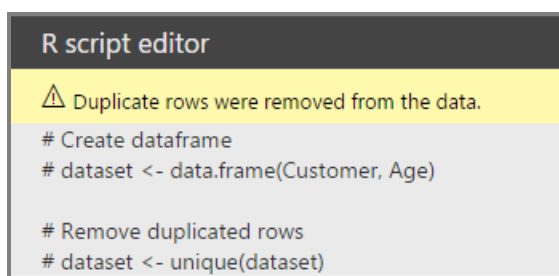 R script editor
Duplicate rows were removed from the data.
# Create dataframe
# dataset <- data.frame(Customer, Age)
# Remove duplicated rows
# dataset <- unique(dataset)